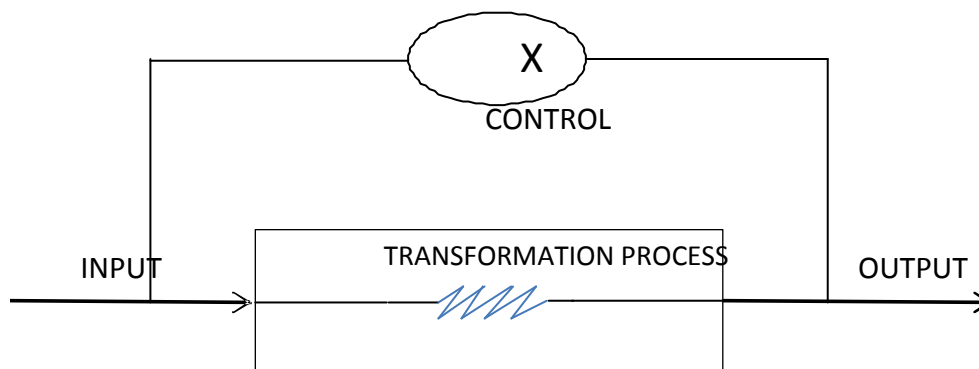 X
CONTROL
TRANSFORMATION PROCESS
INPUT
OUTPUT